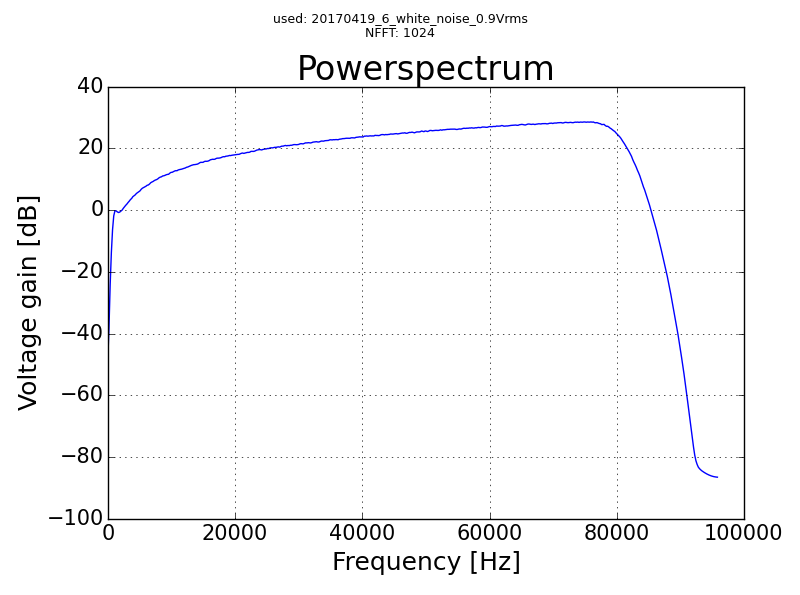 used: 20170419_6_white_noise_0.9Vrms
NFFT: 1024
Powerspectrum
Voltage gain [dB]
40
20
0
−20
−40
−60
−80
−100
0 20000 40000 60000 80000 100000
Frequency [Hz]